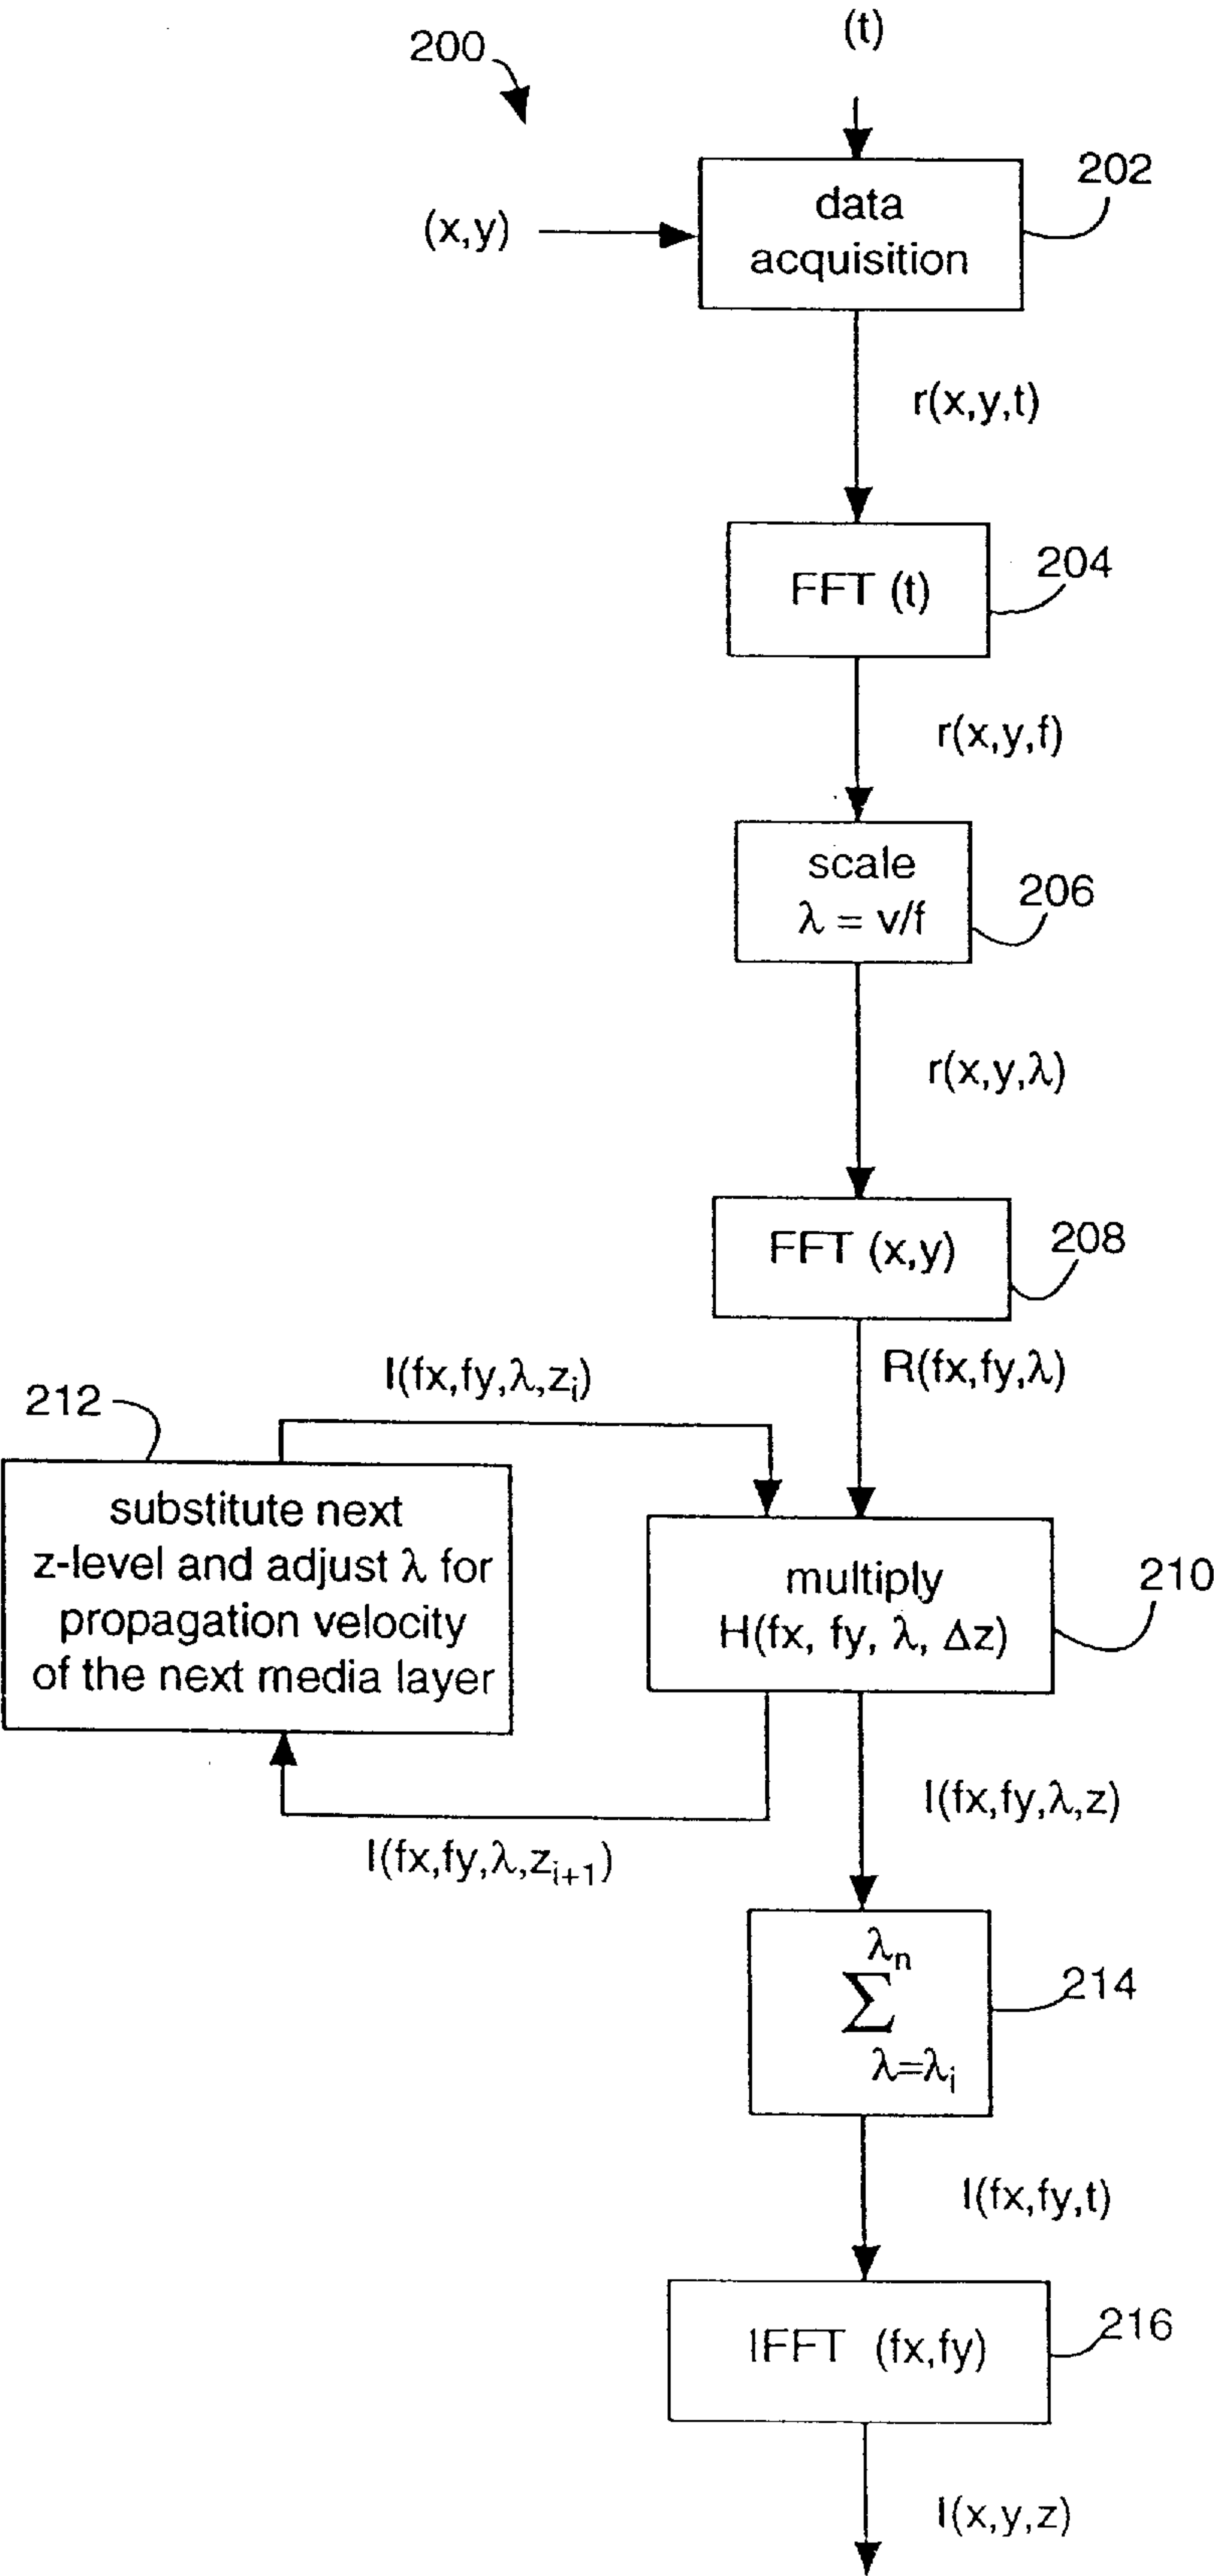 200
(t)
data
acquisition
202
(x,y)
r(x,y,t)
FFT (t)
204
r(x,y,f)
scale
λ = v/f
206
r(x,y,λ)
FFT (x,y)
208
R(fx,fy,λ)
I(fx,fy,λ,zᵢ)
212
substitute next
z-level and adjust λ for
propagation velocity
of the next media layer
multiply
H(fx, fy, λ, Δz)
210
I(fx,fy,λ,z)
I(fx,fy,λ,zᵢ₊₁)
λₙ
Σ
λ=λᵢ
214
I(fx,fy,t)
IFFT (fx,fy)
216
I(x,y,z)